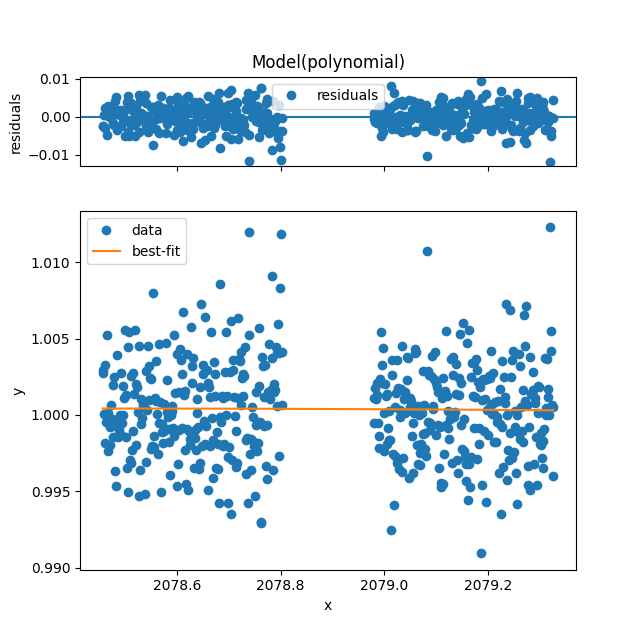 Model(polynomial)
0.01
0.00
−0.01
residuals
residuals
data
best-fit
1.010
1.005
1.000
0.995
0.990
y
2078.6 2078.8 2079.0 2079.2
x